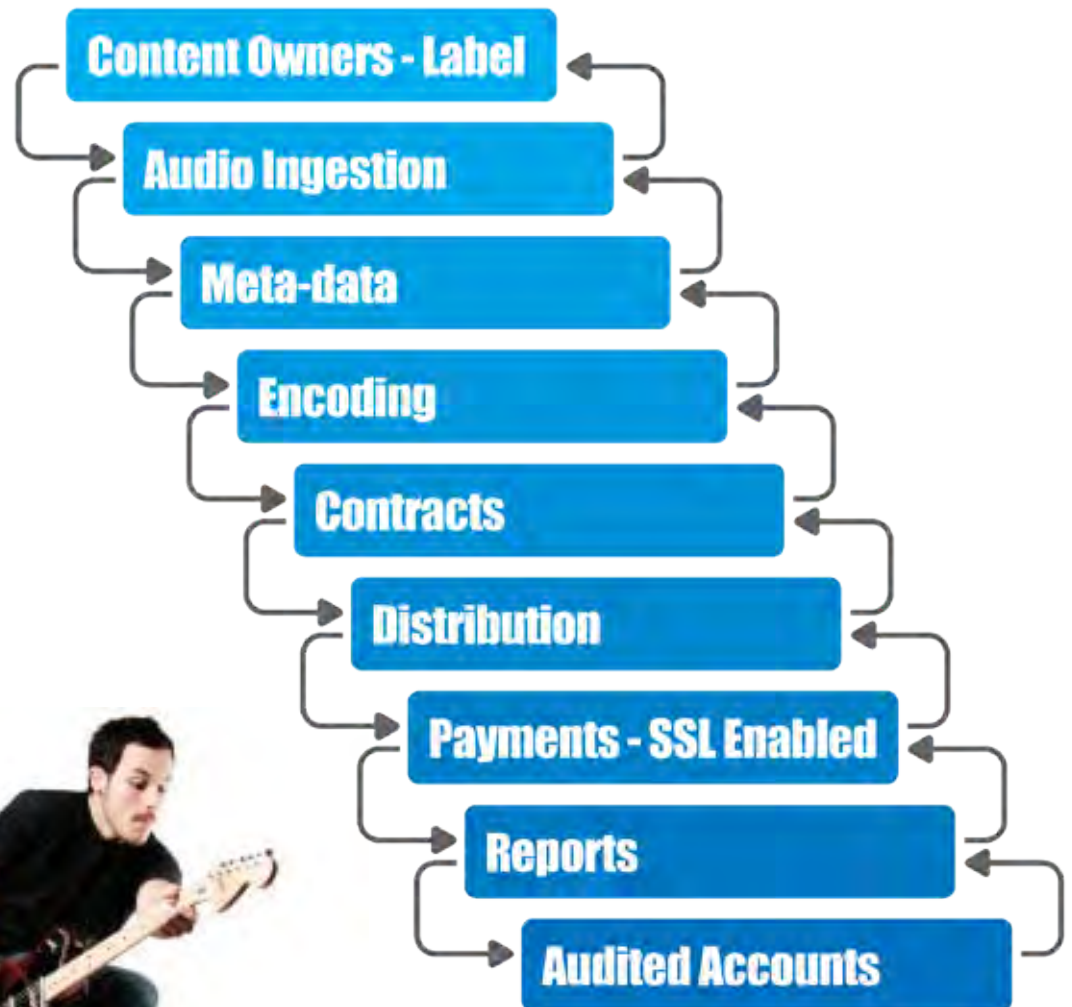 Content Owners - Label
Audio Ingestion
Meta-data
Encoding
Contracts
Distribution
Payments - SSL Enabled
Reports
Audited Accounts